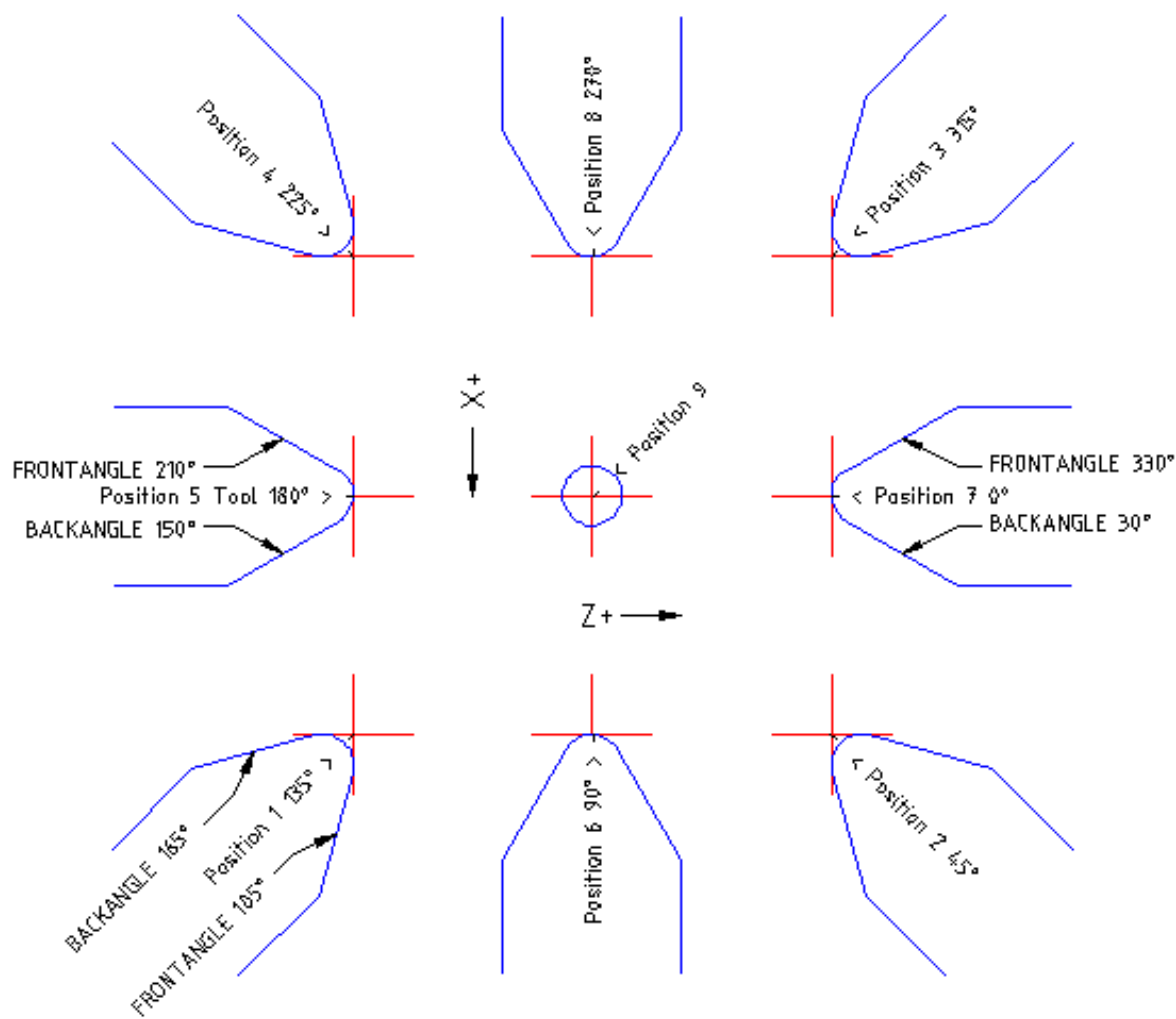 Position 4 225°
Position 8 270°
Position 3 315°
X+
Position 9
FRONTANGLE 210°
Position 5 Tool 180°
BACKANGLE 150°
FRONTANGLE 330°
Position 7 0°
BACKANGLE 30°
Z+
BACKANGLE 165°
Position 1 135°
FRONTANGLE 105°
Position 6 90°
Position 2 45°